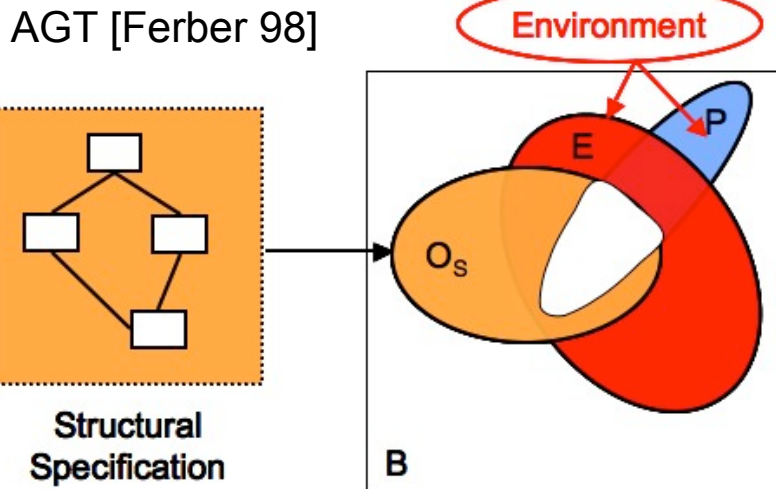 AGT [Ferber 98]
Environment
P
E
OS
Structural
Specification
B